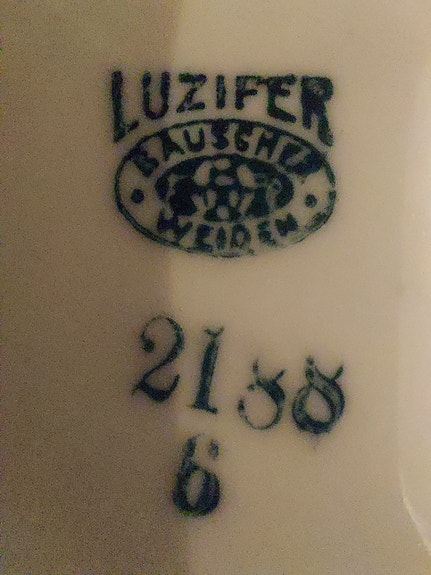 LUZIFER
BAUSCHER
WEIDEN
2188
6